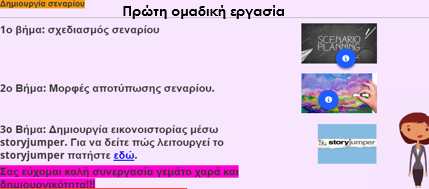 Δημιουργία σεναρίου
Πρώτη ομαδική εργασία
1ο βήμα: σχεδιασμός σεναρίου
SCENARIO
PLANNING
2ο Βήμα: Μορφές αποτύπωσης σεναρίου.
3ο Βήμα: Δημιουργία εικονοιστορίας μέσω
storyjumper. Για να δείτε πώς λειτουργεί το
storyjumper πατήστε εδώ.
storyjumper
Σας εύχομαι καλή συνεργασία γεμάτο χαρά και
δημιουργικότητα!!!